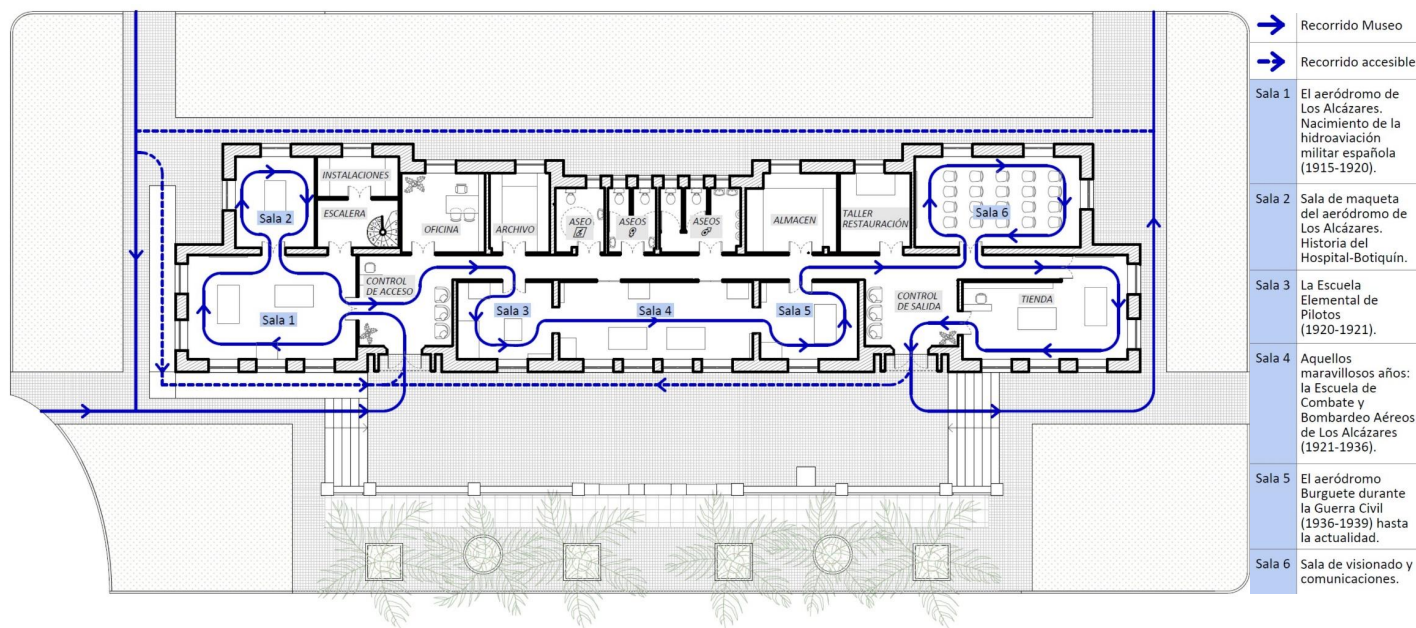 INSTALACIONES
Sala 2
ESCALERA
OFICINA
ARCHIVO
ASEO
ASEOS
ASEOS
ALMACEN
TALLER
RESTAURACIÓN
Sala 6
CONTROL
DE ACCESO
Sala 1
Sala 3
Sala 4
Sala 5
CONTROL
DE SALIDA
TIENDA
Recorrido Museo
Recorrido accesible
Sala 1 El aeródromo de
Los Alcázares.
Nacimiento de la
hidroaviación
militar española
(1915-1920).
Sala 2 Sala de maqueta
del aeródromo de
Los Alcázares.
Historia del
Hospital-Botiquín.
Sala 3 La Escuela
Elemental de
Pilotos
(1920-1921).
Sala 4 Aquellos
maravillosos años:
la Escuela de
Combate y
Bombardeo Aéreos
de Los Alcázares
(1921-1936).
Sala 5 El aeródromo
Burguete durante
la Guerra Civil
(1936-1939) hasta
la actualidad.
Sala 6 Sala de visionado y
comunicaciones.